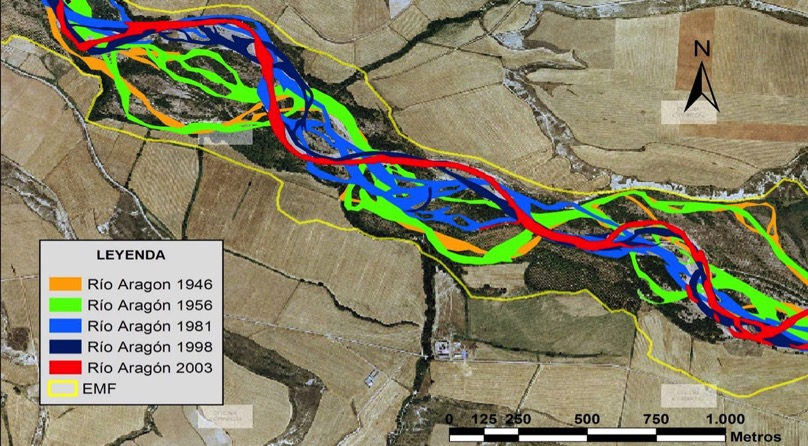 N
LEYENDA
Río Aragon 1946
Río Aragón 1956
Río Aragón 1981
Río Aragón 1998
Río Aragón 2003
EMF
0 125 250 500 750 1.000
Metros